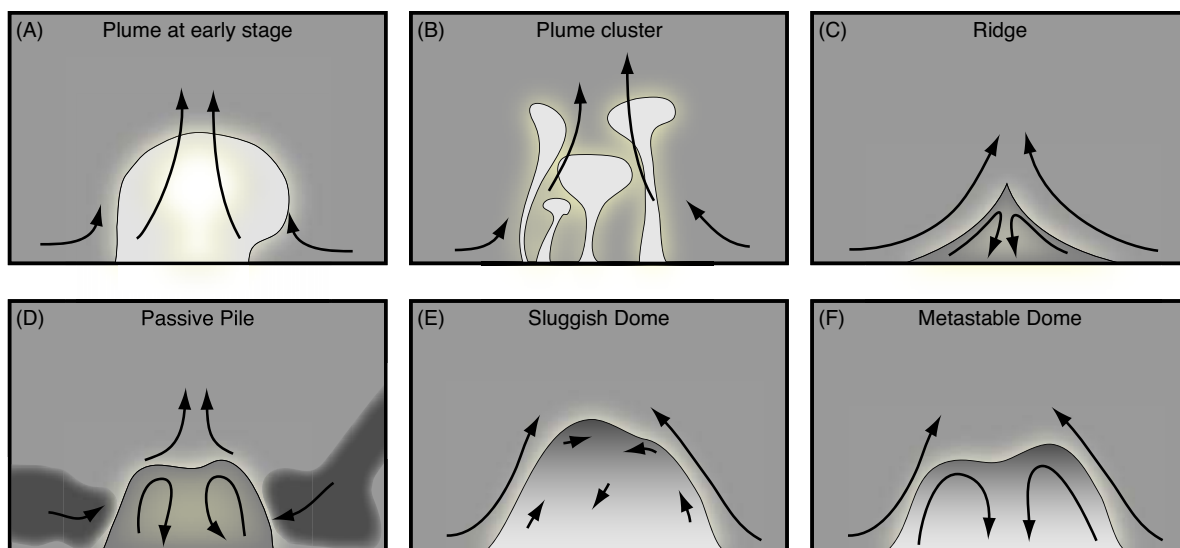 (A) Plume at early stage
(B) Plume cluster
(C) Ridge
(D) Passive Pile
(E) Sluggish Dome
(F) Metastable Dome